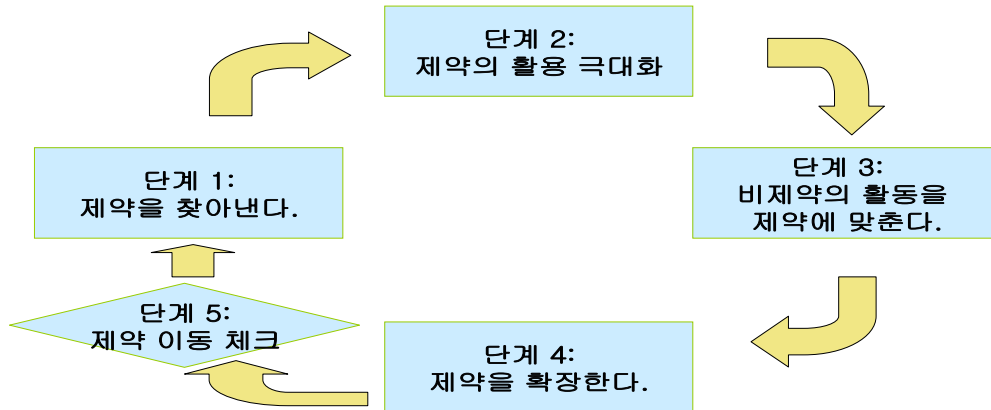 단계 1:
제약을 찾아낸다.
단계 2:
제약의 활용 극대화
단계 3:
비제약의 활동을
제약에 맞춘다.
단계 4:
제약을 확장한다.
단계 5:
제약 이동 체크